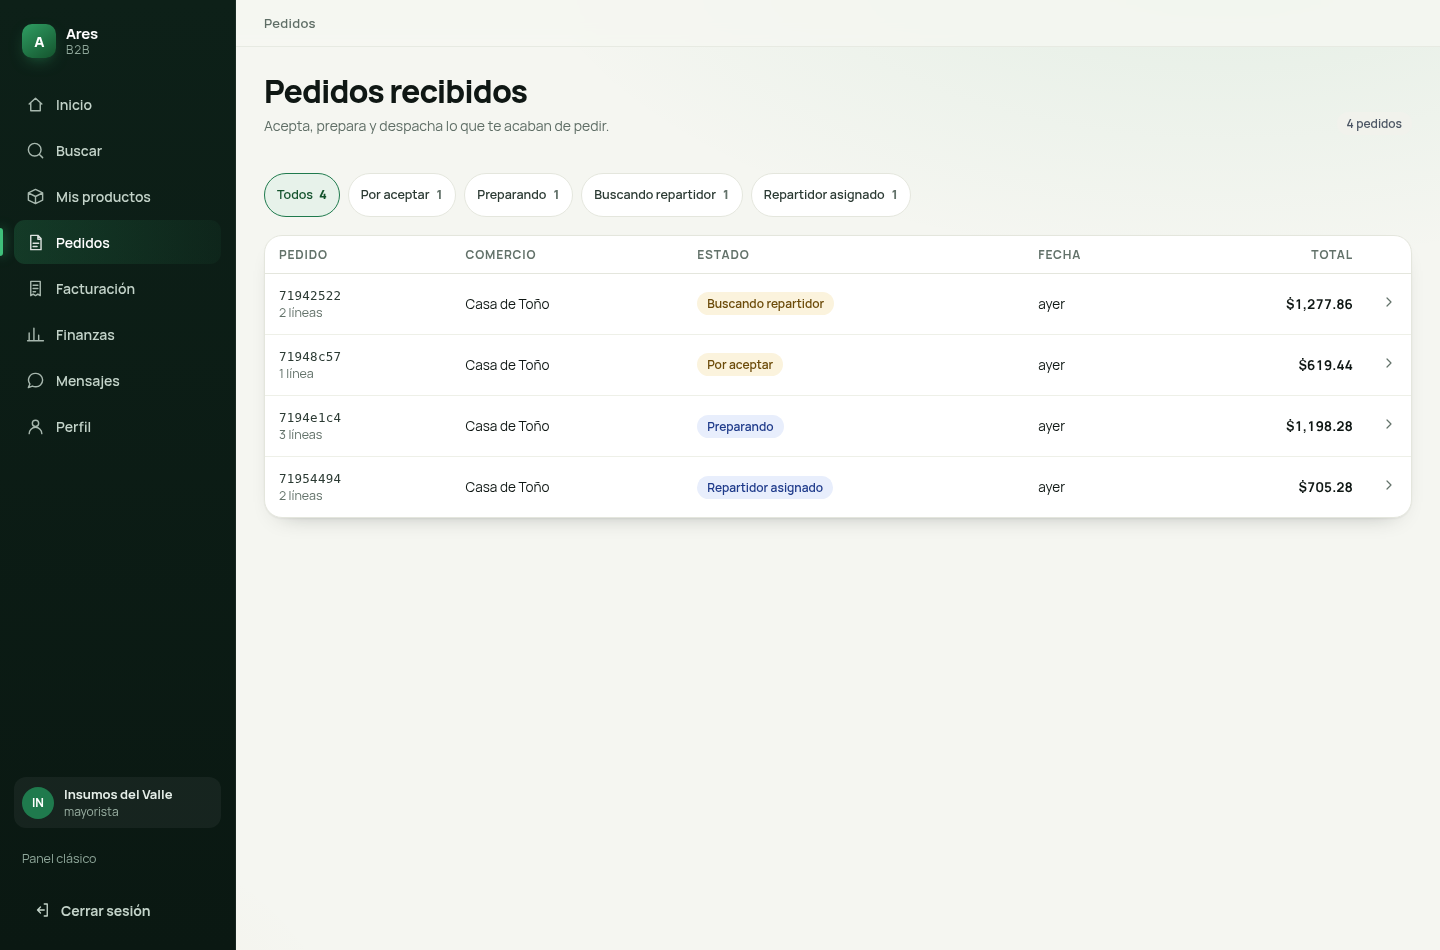 A
Ares
B2B
Inicio
Buscar
Mis productos
Pedidos
Facturación
Finanzas
Mensajes
Perfil
IN
Insumos del Valle
mayorista
Panel clásico
Cerrar sesión
Pedidos
Pedidos recibidos
Acepta, prepara y despacha lo que te acaban de pedir.
4 pedidos
Todos 4 Por aceptar 1 Preparando 1 Buscando repartidor 1 Repartidor asignado 1
PEDIDO COMERCIO ESTADO FECHA TOTAL
71942522
2 líneas
Casa de Toño Buscando repartidor ayer $1,277.86
71948c57
1 línea
Casa de Toño Por aceptar ayer $619.44
7194e1c4
3 líneas
Casa de Toño Preparando ayer $1,198.28
71954494
2 líneas
Casa de Toño Repartidor asignado ayer $705.28